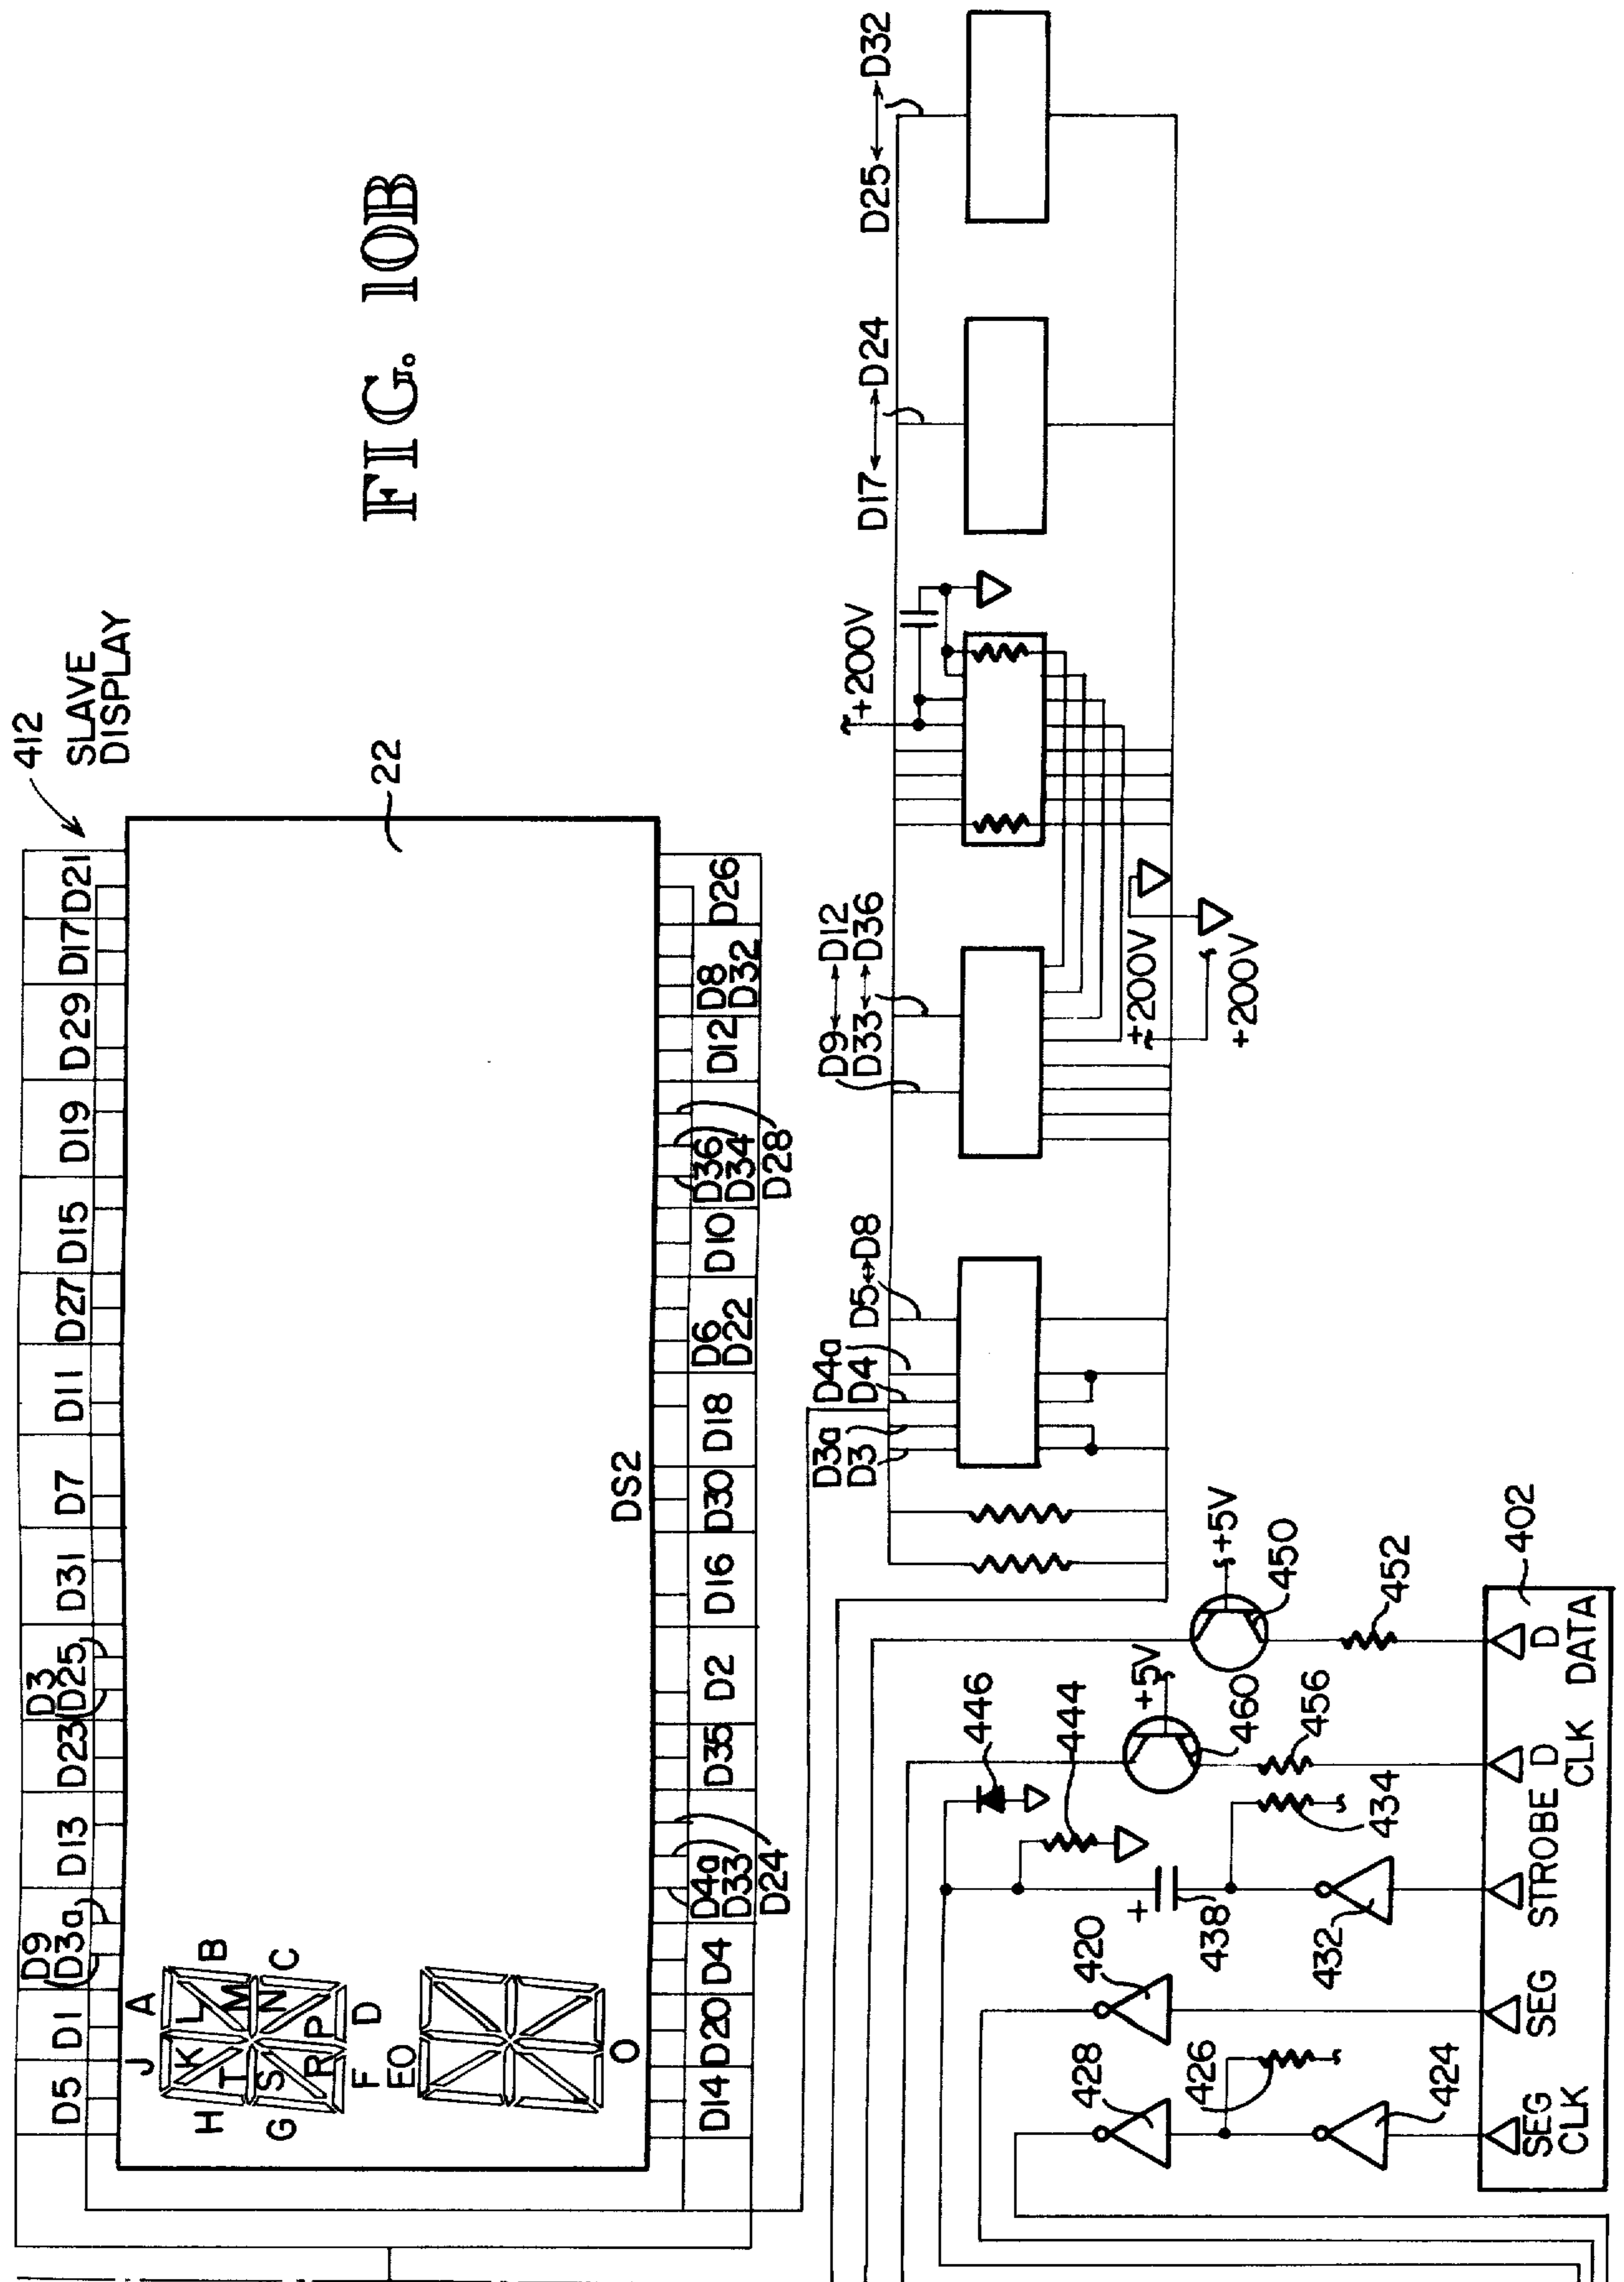 FIG. 10B
412
SLAVE
DISPLAY
D5
D1
D9
D3a
D13
D23
D3
D25
D31
D7
D11
D27
D15
D19
D29
D17
D21
22
A
B
C
D
J
K
L
M
N
P
H
T
S
R
G
F
EO
O
DS2
D14
D20
D4
D4a
D33
D24
D35
D2
D16
D30
D18
D6
D22
D10
D36
D34
D28
D12
D8
D32
D26
D3a
D3
D4a
D4
D5↔D8
D9↔D12
D33↔D36
+200V
D17↔D24
D25↔D32
+200V
+200V
446
444
+5V
460
456
+5V
450
452
420
428
426
424
438
432
434
402
SEG
CLK
SEG
STROBE
D
CLK
D
DATA
+